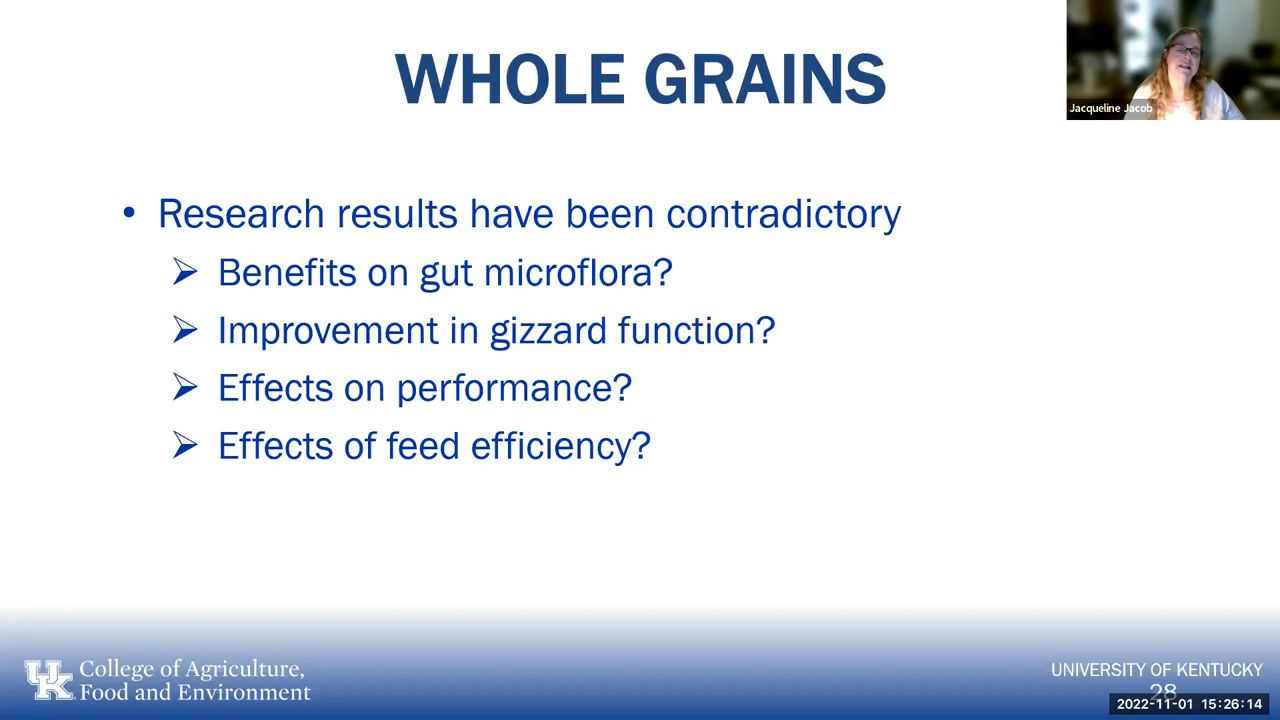 WHOLE GRAINS
Jacqueline Jacob
• Research results have been contradictory
➢ Benefits on gut microflora?
➢ Improvement in gizzard function?
➢ Effects on performance?
➢ Effects of feed efficiency?
UK
College of Agriculture,
Food and Environment
UNIVERSITY OF KENTUCKY
28
2022-11-01 15:26:14